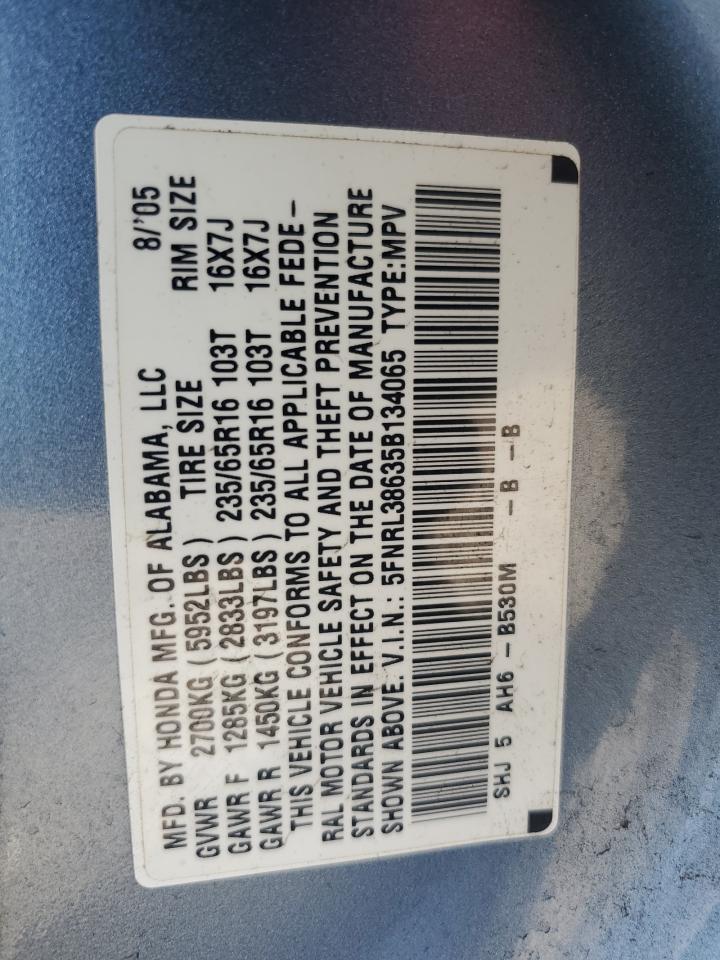 MFD. BY HONDA MFG. OF ALABAMA, LLC 8/'05
GVWR 2700KG (5952LBS) TIRE SIZE RIM SIZE
GAWR F 1285KG (2833LBS) 235/65R16 103T 16X7J
GAWR R 1450KG (3197LBS) 235/65R16 103T 16X7J
THIS VEHICLE CONFORMS TO ALL APPLICABLE FEDE-
RAL MOTOR VEHICLE SAFETY AND THEFT PREVENTION
STANDARDS IN EFFECT ON THE DATE OF MANUFACTURE
SHOWN ABOVE. V.I.N.: 5FNRL38635B134065 TYPE:MPV
SHJ 5 AH6 -B530M -B -B